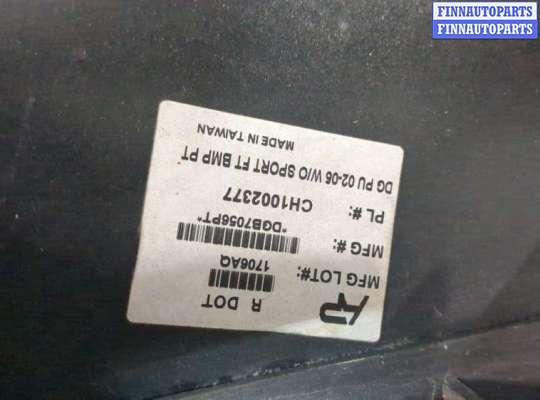 FINNAUTOPARTS
FINNAUTOPARTS
AP
R DOT
MFG LOT#:
1706AQ
MFG #:
*DGB7056PT*
PL #:
CH1002377
DG PU 02-05 W/O SPORT FT BMP PT
MADE IN TAIWAN